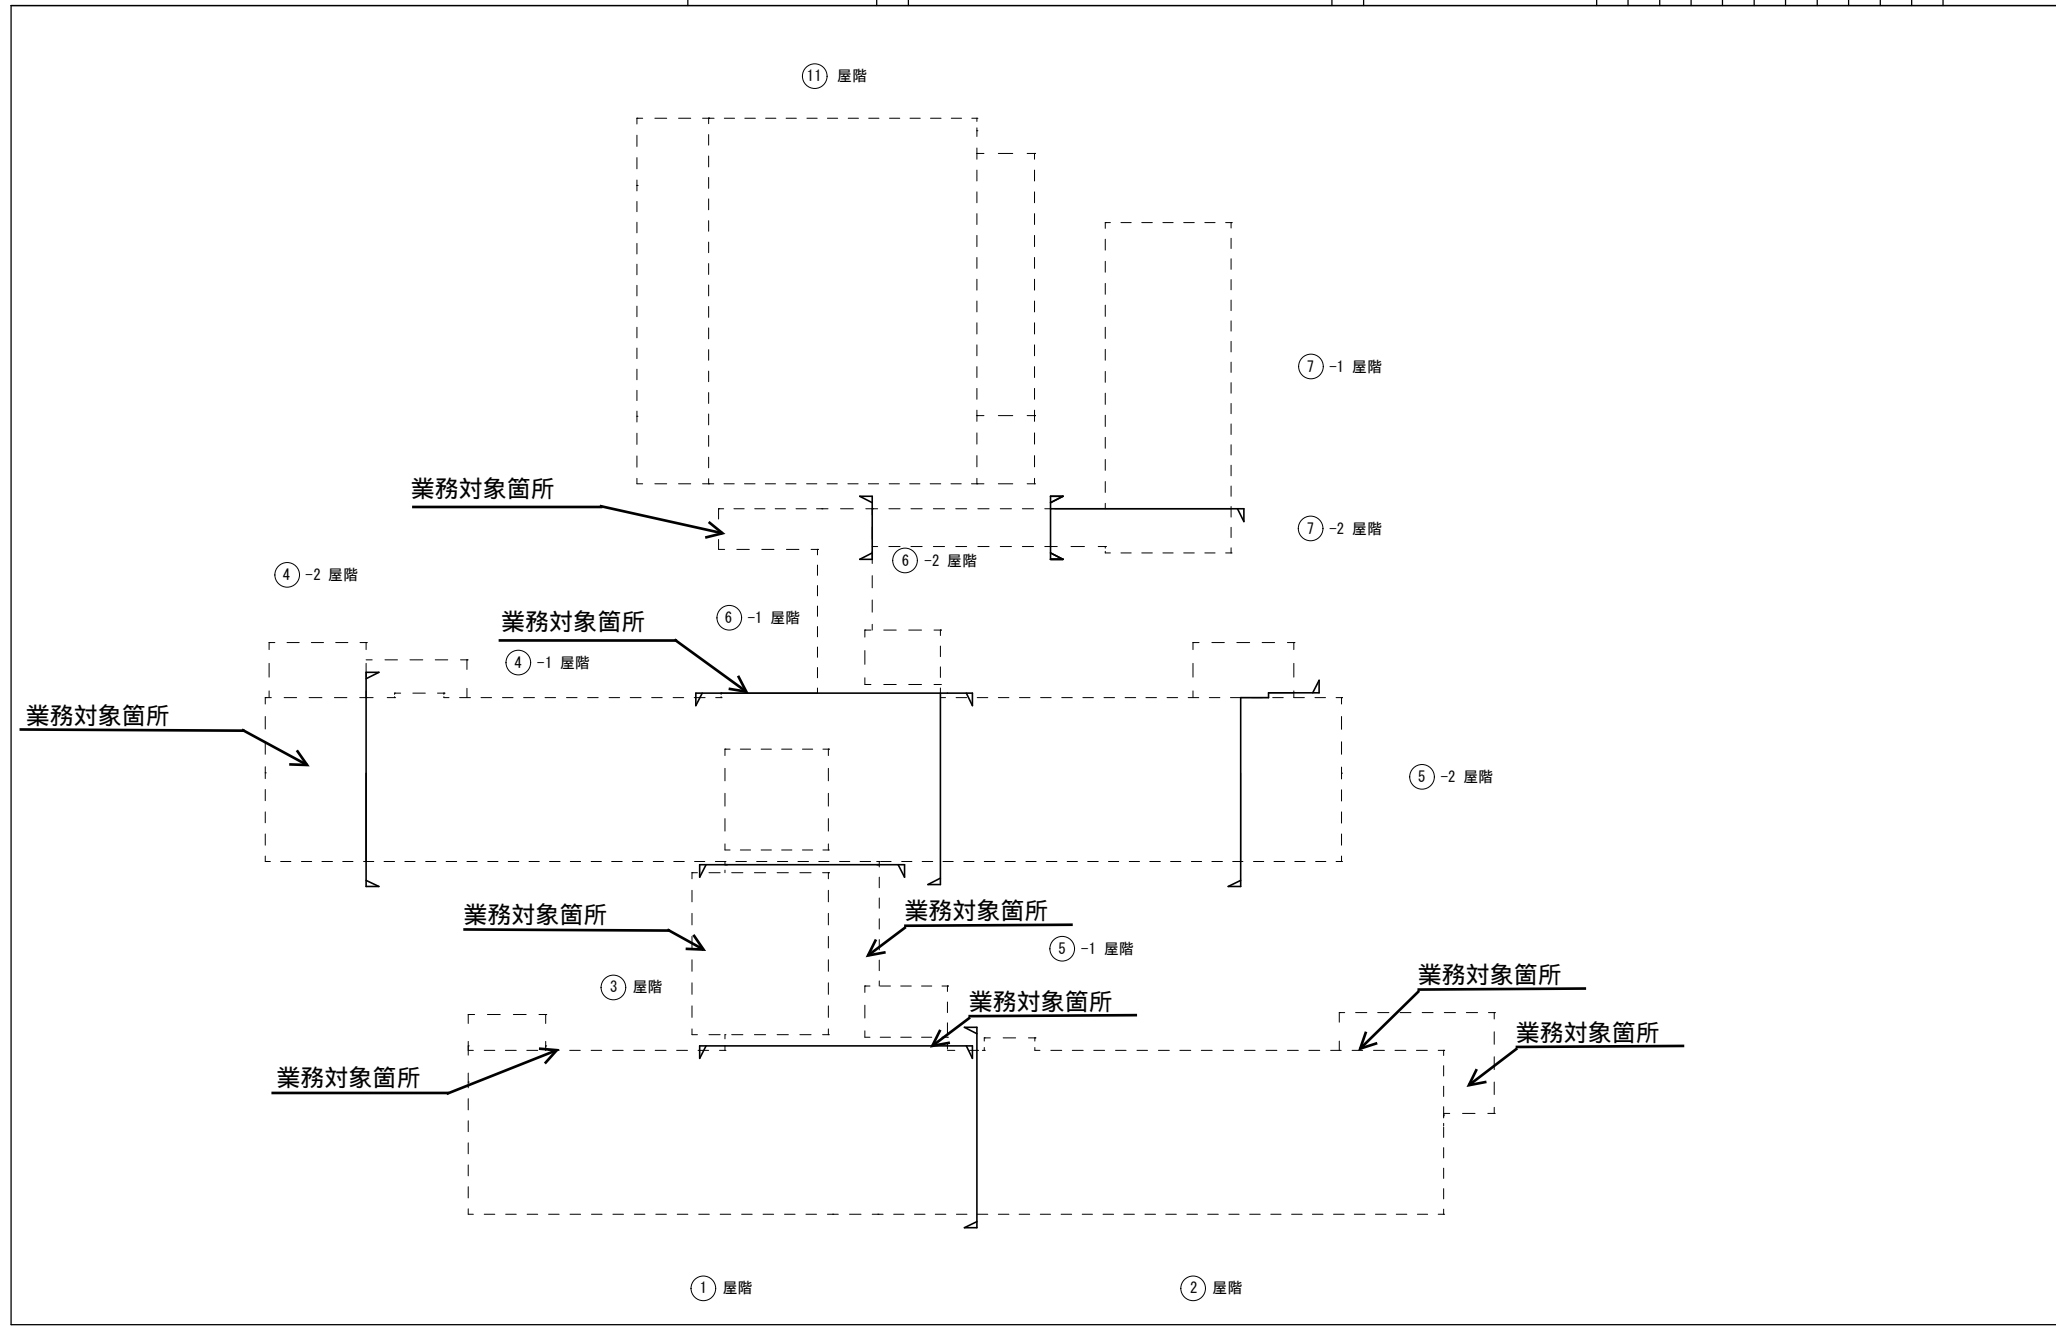 ⑪ 屋階
⑦ -1 屋階
業務対象箇所
⑦ -2 屋階
⑥ -2 屋階
④ -2 屋階
⑥ -1 屋階
業務対象箇所
④ -1 屋階
業務対象箇所
⑤ -2 屋階
業務対象箇所
業務対象箇所
⑤ -1 屋階
③ 屋階
業務対象箇所
業務対象箇所
業務対象箇所
業務対象箇所
① 屋階
② 屋階